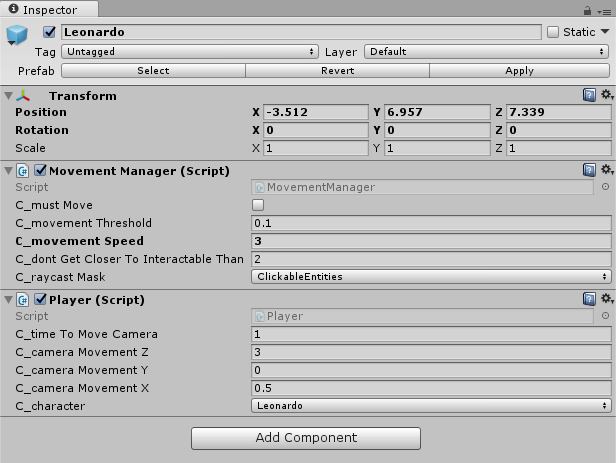 Inspector
Leonardo Static
Tag Untagged Layer Default
Prefab Select Revert Apply
Transform
Position X -3.512 Y 6.957 Z 7.339
Rotation X 0 Y 0 Z 0
Scale X 1 Y 1 Z 1
Movement Manager (Script)
Script MovementManager
C_must Move
C_movement Threshold 0.1
C_movement Speed 3
C_dont Get Closer To Interactable Than 2
C_raycast Mask ClickableEntities
Player (Script)
Script Player
C_time To Move Camera 1
C_camera Movement Z 3
C_camera Movement Y 0
C_camera Movement X 0.5
C_character Leonardo
Add Component